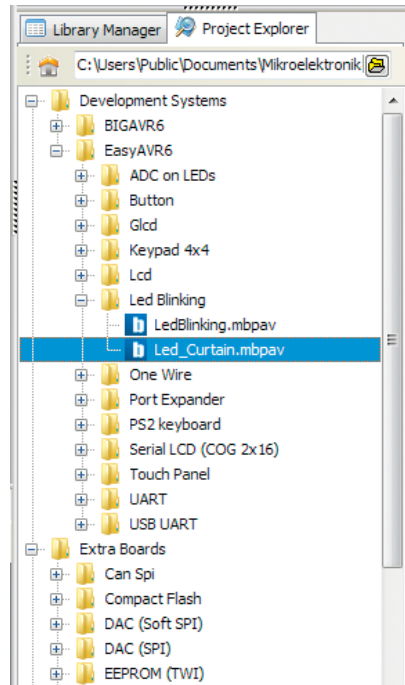 Library Manager Project Explorer
C:\Users\Public\Documents\Mikroelektronik
Development Systems
BIGAVR6
EasyAVR6
ADC on LEDs
Button
Glcd
Keypad 4x4
Lcd
Led Blinking
LedBlinking.mbpav
Led_Curtain.mbpav
One Wire
Port Expander
PS2 keyboard
Serial LCD (COG 2x16)
Touch Panel
UART
USB UART
Extra Boards
Can Spi
Compact Flash
DAC (Soft SPI)
DAC (SPI)
EEPROM (TWI)